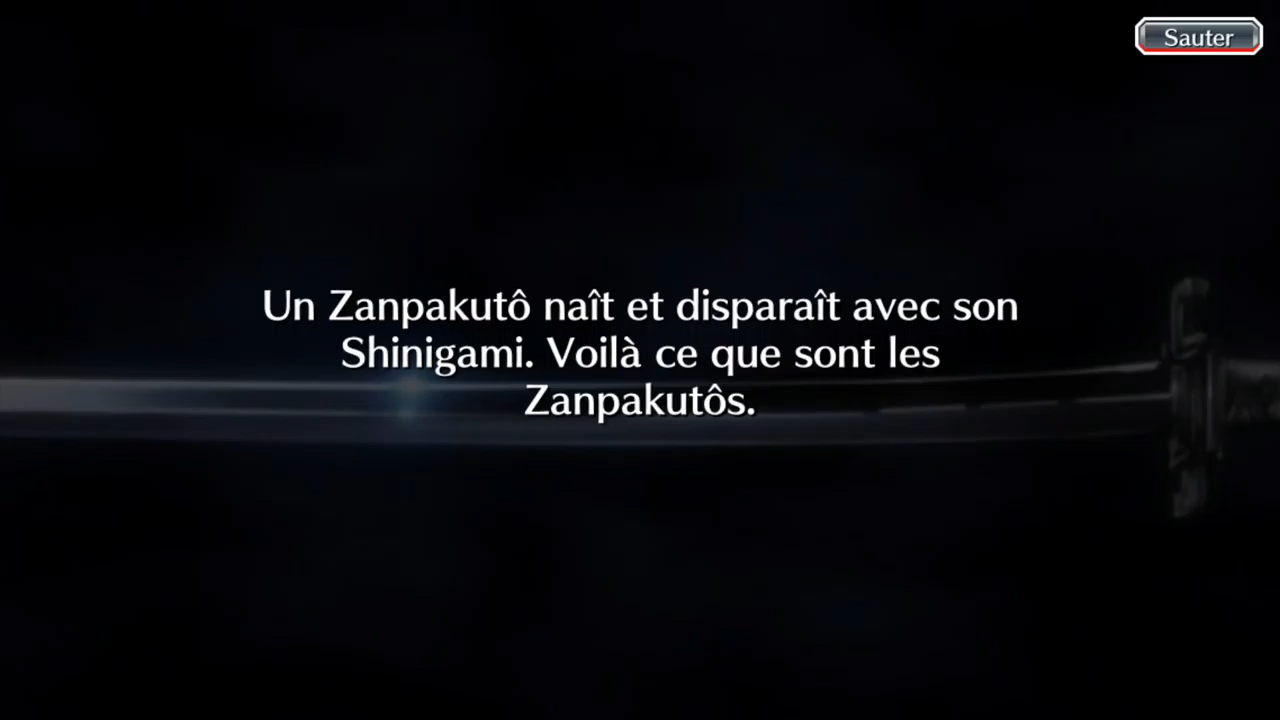 Sauter
Un Zanpakutô naît et disparaît avec son
Shinigami. Voilà ce que sont les
Zanpakutôs.